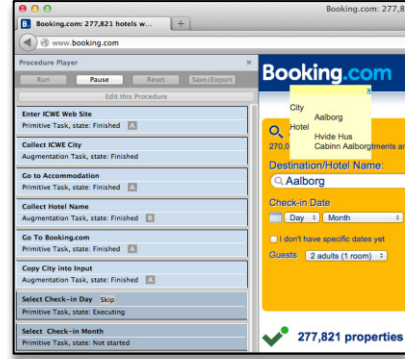 Booking.com: 277,8
Booking.com: 277,821 hotels w...
www.booking.com
Procedure Player
Run Pause Reset Save/Export
Edit this Procedure
Enter ICWE Web Site
Primitive Task, state: Finished A
Collect ICWE City
Augmentation Task, state: Finished
Go to Accommodation
Primitive Task, state: Finished A
Collect Hotel Name
Augmentation Task, state: Finished
Go To Booking.com
Primitive Task, state: Finished A
Copy City into Input
Augmentation Task, state: Finished
Select Check-in Day Skip
Primitive Task, state: Executing
Select Check-in Month
Primitive Task, state: Not started
Booking.com
x
City
Aalborg
Hotel
Hvide Hus
Cabinn Aalborg
270,0
tments an
Destination/Hotel Name:
Aalborg
Check-in Date
Day Month
I don't have specific dates yet
Guests 2 adults (1 room)
277,821 properties